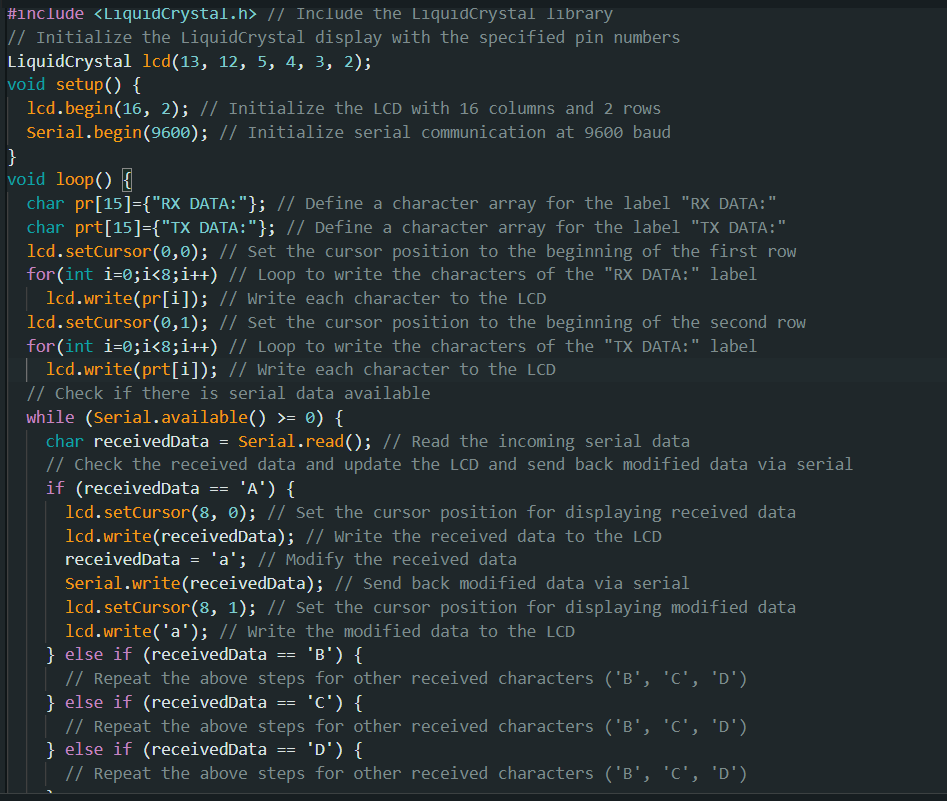 #include <LiquidCrystal.h> // Include the LiquidCrystal library
// Initialize the LiquidCrystal display with the specified pin numbers
LiquidCrystal lcd(13, 12, 5, 4, 3, 2);
void setup() {
  lcd.begin(16, 2); // Initialize the LCD with 16 columns and 2 rows
  Serial.begin(9600); // Initialize serial communication at 9600 baud
}
void loop() {
  char pr[15]={"RX DATA:"}; // Define a character array for the label "RX DATA:"
  char prt[15]={"TX DATA:"}; // Define a character array for the label "TX DATA:"
  lcd.setCursor(0,0); // Set the cursor position to the beginning of the first row
  for(int i=0;i<8;i++) // Loop to write the characters of the "RX DATA:" label
    lcd.write(pr[i]); // Write each character to the LCD
  lcd.setCursor(0,1); // Set the cursor position to the beginning of the second row
  for(int i=0;i<8;i++) // Loop to write the characters of the "TX DATA:" label
    lcd.write(prt[i]); // Write each character to the LCD
  // Check if there is serial data available
  while (Serial.available() >= 0) {
    char receivedData = Serial.read(); // Read the incoming serial data
    // Check the received data and update the LCD and send back modified data via serial
    if (receivedData == 'A') {
      lcd.setCursor(8, 0); // Set the cursor position for displaying received data
      lcd.write(receivedData); // Write the received data to the LCD
      receivedData = 'a'; // Modify the received data
      Serial.write(receivedData); // Send back modified data via serial
      lcd.setCursor(8, 1); // Set the cursor position for displaying modified data
      lcd.write('a'); // Write the modified data to the LCD
    } else if (receivedData == 'B') {
      // Repeat the above steps for other received characters ('B', 'C', 'D')
    } else if (receivedData == 'C') {
      // Repeat the above steps for other received characters ('B', 'C', 'D')
    } else if (receivedData == 'D') {
      // Repeat the above steps for other received characters ('B', 'C', 'D')